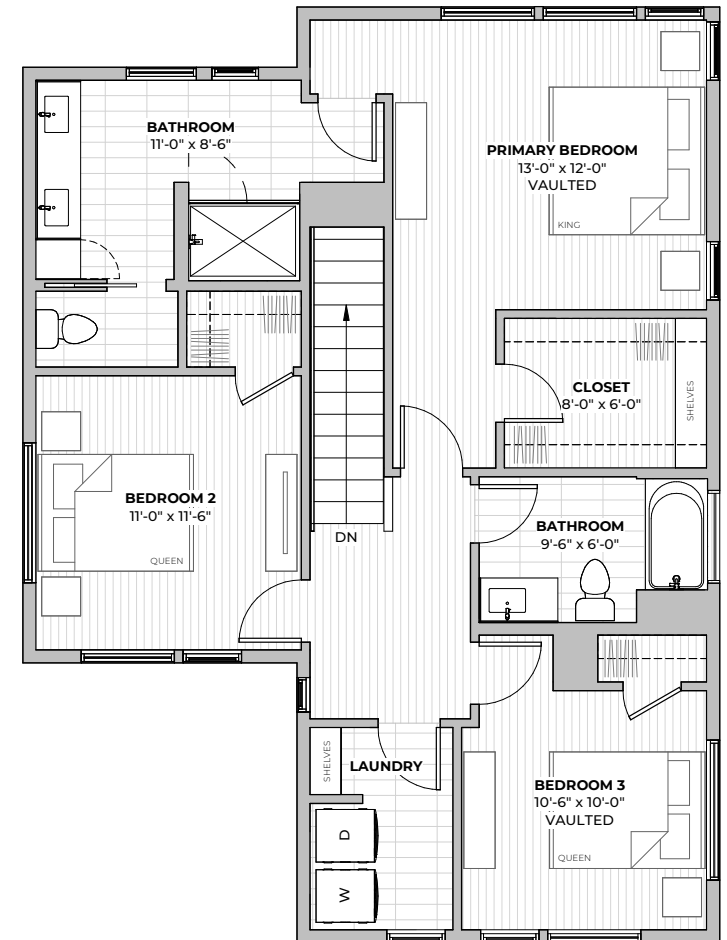 BATHROOM
11'-0" x 8'-6"
PRIMARY BEDROOM
13'-0" x 12'-0"
VAULTED
KING
CLOSET
8'-0" x 6'-0"
SHELVES
BEDROOM 2
11'-0" x 11'-6"
QUEEN
DN
BATHROOM
9'-6" x 6'-0"
SHELVES
LAUNDRY
D
W
BEDROOM 3
10'-6" x 10'-0"
VAULTED
QUEEN